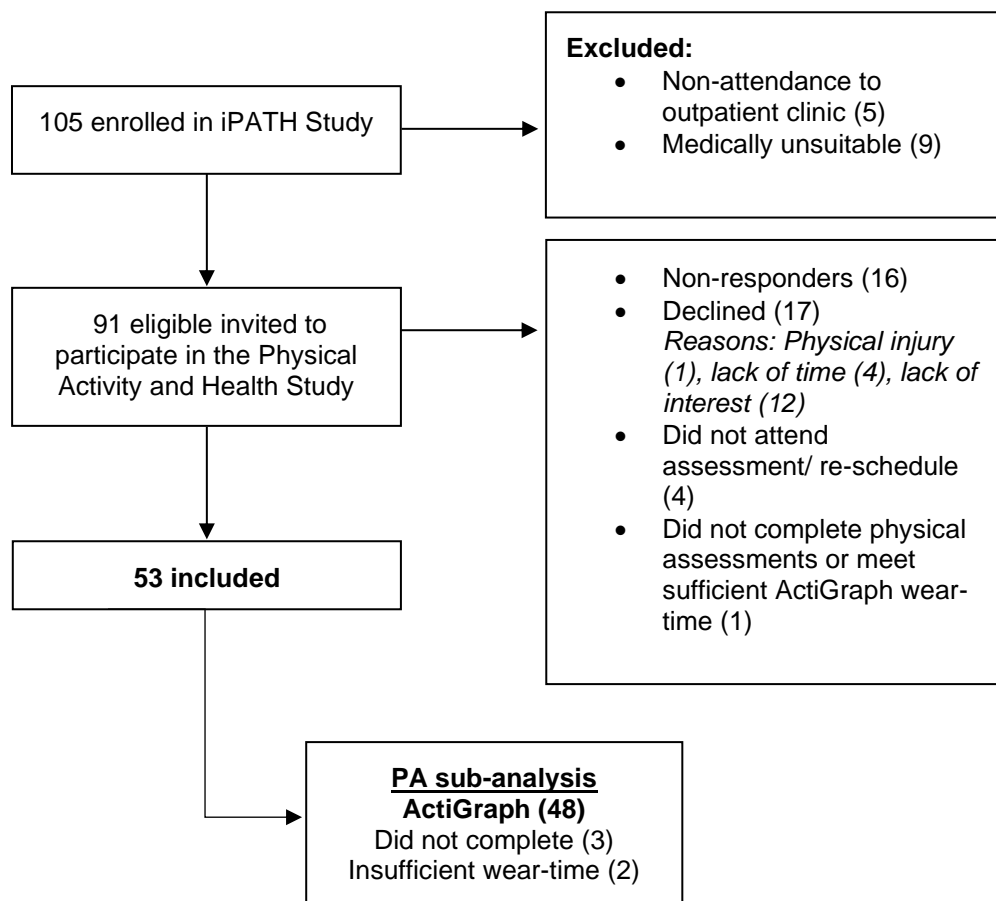 Excluded:
• Non-attendance to
outpatient clinic (5)
• Medically unsuitable (9)
105 enrolled in iPATH Study
• Non-responders (16)
• Declined (17)
Reasons: Physical injury
(1), lack of time (4), lack of
interest (12)
• Did not attend
assessment/ re-schedule
(4)
• Did not complete physical
assessments or meet
sufficient ActiGraph wear-
time (1)
91 eligible invited to
participate in the Physical
Activity and Health Study
53 included
PA sub-analysis
ActiGraph (48)
Did not complete (3)
Insufficient wear-time (2)